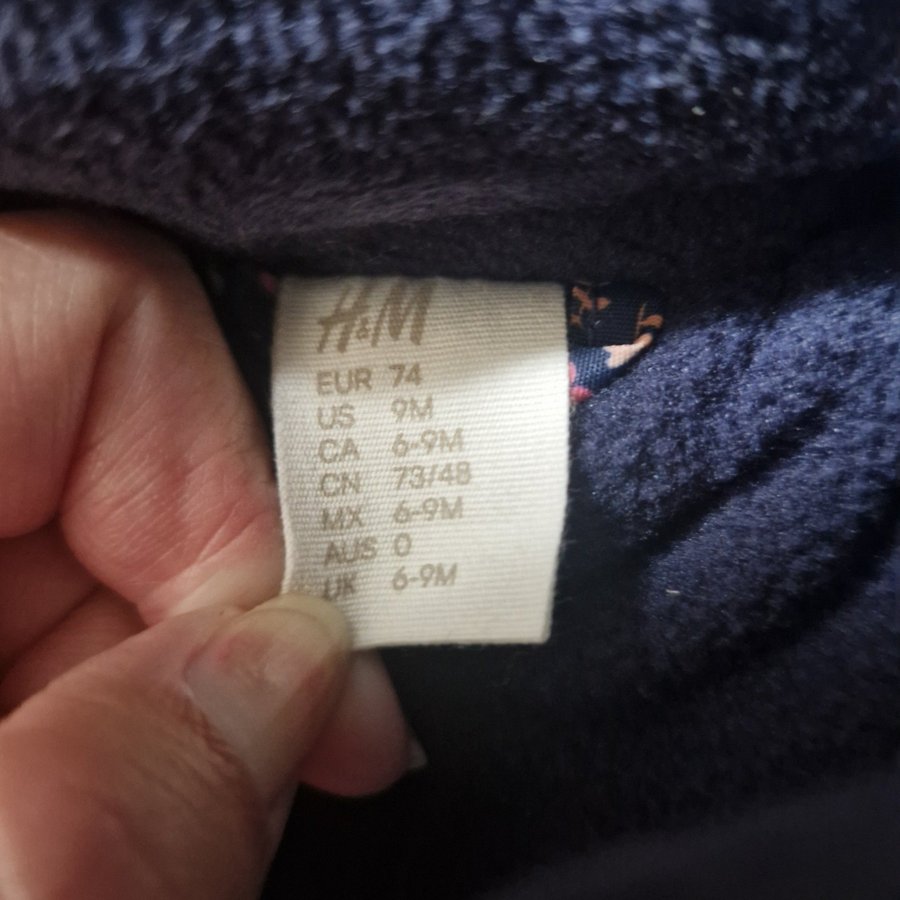 H&M
EUR 74
US 9M
CA 6-9M
CN 73/48
MX 6-9M
AUS 0
UK 6-9M